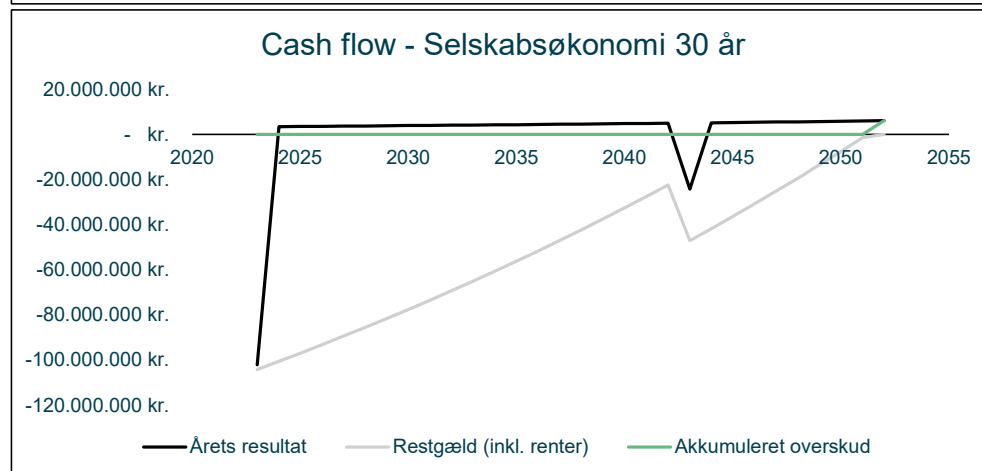 Cash flow - Selskabsøkonomi 30 år
20.000.000 kr.
- kr.
2020 2025 2030 2035 2040 2045 2050 2055
-20.000.000 kr.
-40.000.000 kr.
-60.000.000 kr.
-80.000.000 kr.
-100.000.000 kr.
-120.000.000 kr.
Årets resultat Restgæld (inkl. renter) Akkumuleret overskud